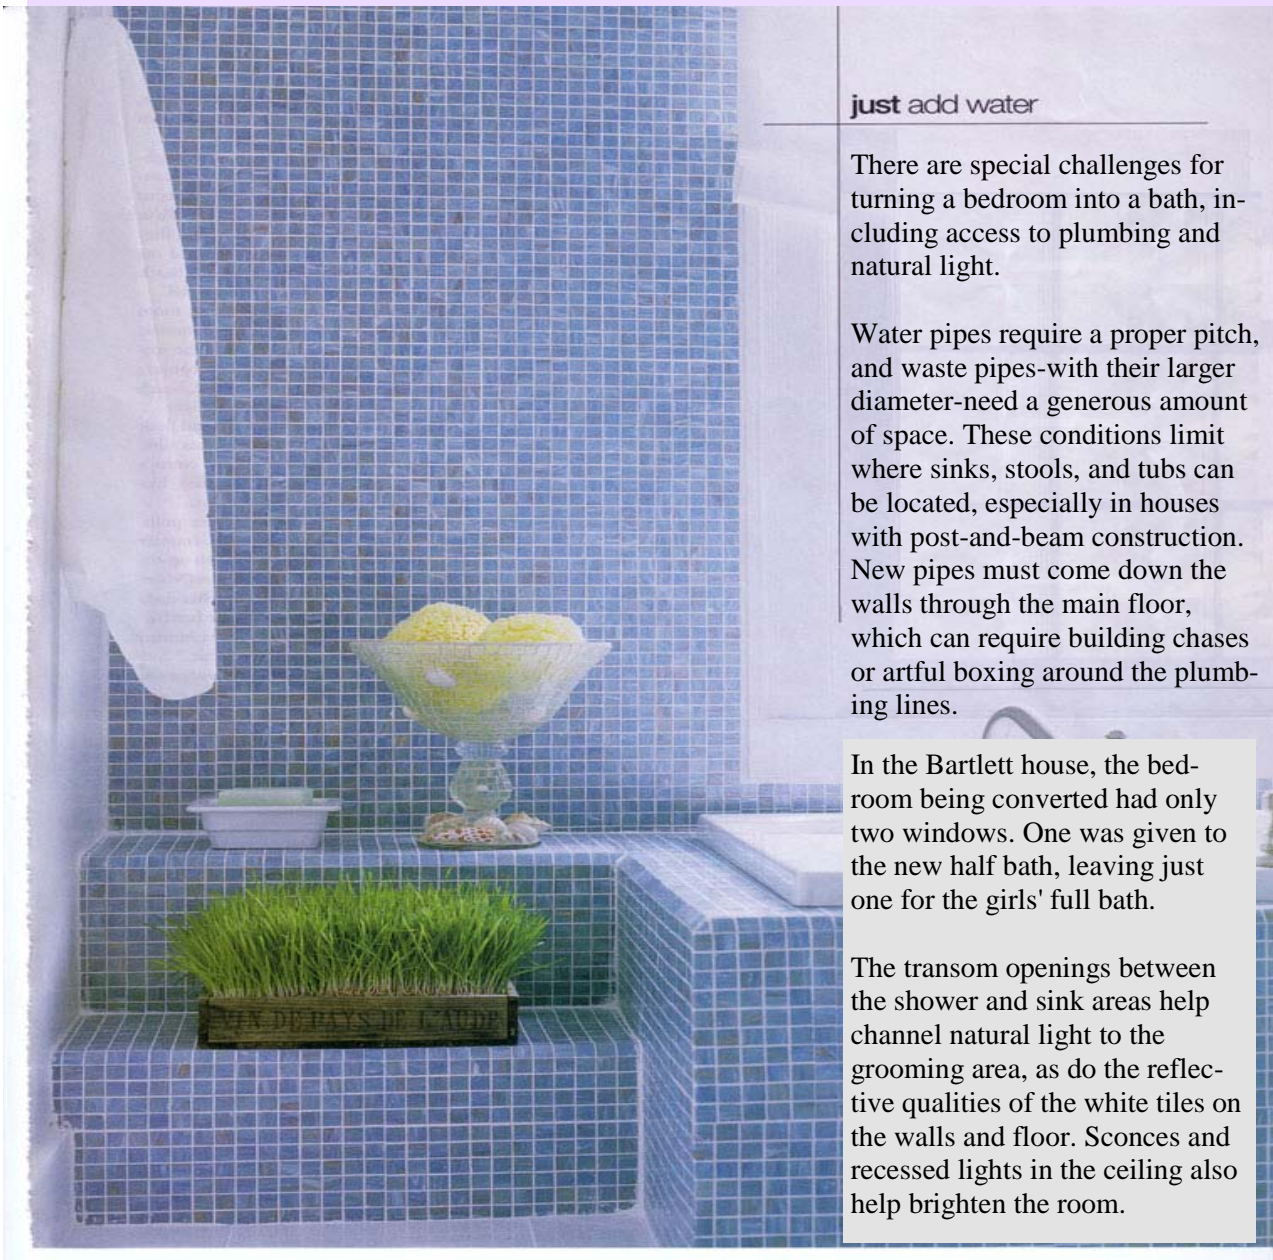 just add water
There are special challenges for
turning a bedroom into a bath, in-
cluding access to plumbing and
natural light.
Water pipes require a proper pitch,
and waste pipes-with their larger
diameter-need a generous amount
of space. These conditions limit
where sinks, stools, and tubs can
be located, especially in houses
with post-and-beam construction.
New pipes must come down the
walls through the main floor,
which can require building chases
or artful boxing around the plumb-
ing lines.
In the Bartlett house, the bed-
room being converted had only
two windows. One was given to
the new half bath, leaving just
one for the girls' full bath.
The transom openings between
the shower and sink areas help
channel natural light to the
grooming area, as do the reflec-
tive qualities of the white tiles on
the walls and floor. Sconces and
recessed lights in the ceiling also
help brighten the room.
VIN DE PAYS DE L'AUDE